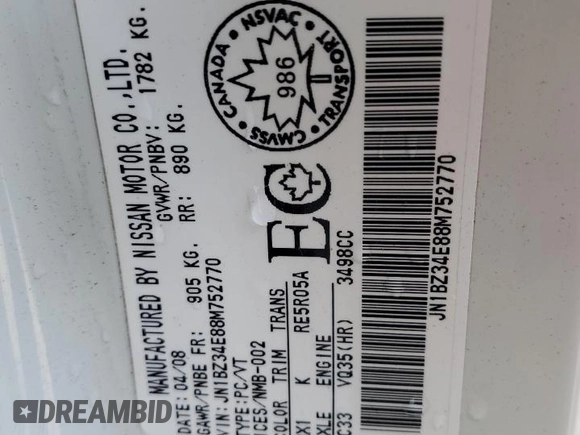 MANUFACTURED BY NISSAN MOTOR CO.,LTD.
DATE: 04/08 GVWR/PNBV: 1782 KG.
GAWR/PNBE FR: 905 KG. RR: 890 KG.
VIN: JN1BZ34E88M752770
TYPE:PC/VT
ICES/NMB-002
COLOR TRIM TRANS
K RE5R05A
AXLE ENGINE
C33 VQ35(HR) 3498CC
EC
CANADA • NSVAC • TRANSPORT • CMVSS
986
JN1BZ34E88M752770
DREAMBID